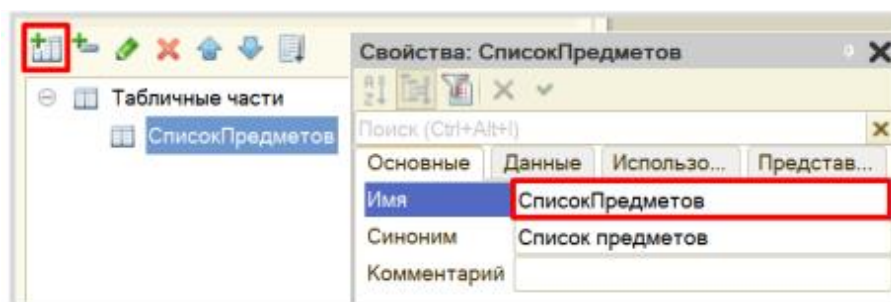 Свойства: СписокПредметов
Табличные части
СписокПредметов
Поиск (Ctrl+Alt+I)
Основные Данные Использо... Представ...
Имя СписокПредметов
Синоним Список предметов
Комментарий